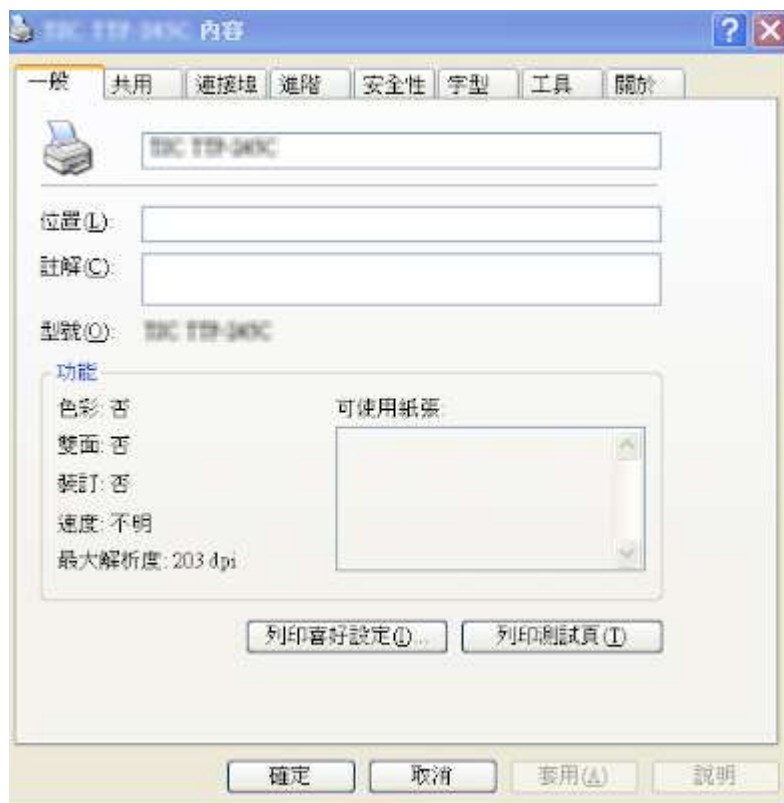 內容
一般 共用 連接埠 進階 安全性 字型 工具 關於
位置(L):
註解(C):
型號(O):
功能
色彩: 否 可使用紙張:
雙面: 否
裝訂: 否
速度: 不明
最大解析度: 203 dpi
列印喜好設定(I)... 列印測試頁(T)
確定 取消 套用(A) 說明